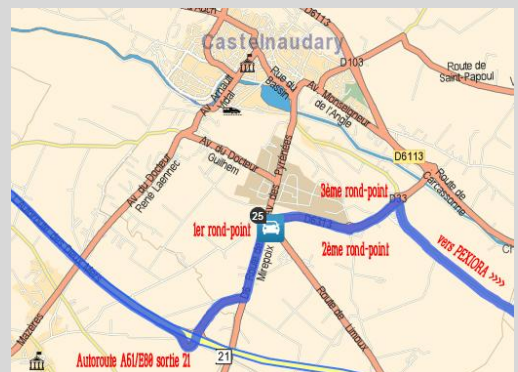 D6113
Castelnaudary
D103
Route de
Saint-Papoul
Rue du
Bassin
Av. Arnaut
Vidal
Av. Monseigneur
de l'Angle
D6113
Av. du Docteur
Guilhem
Av. des Pyrénées
Av. du Docteur
René Laennec
Route de
Carcassonne
3ème rond-point
D33
25
1er rond-point
2ème rond-point
vers PEXIORA >>>>
Mirepoix
Route de Limoux
Mazères
21
Autoroute A61/E80 sortie 21